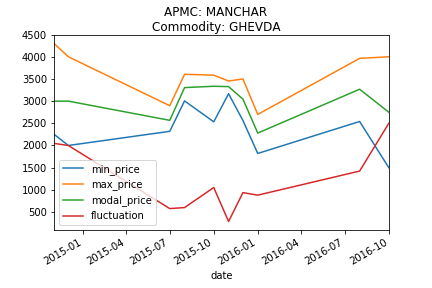 APMC: MANCHAR
Commodity: GHEVDA
4500
4000
3500
3000
2500
2000
1500
1000
500
min_price
max_price
modal_price
fluctuation
2015-01
2015-04
2015-07
2015-10
2016-01
2016-04
2016-07
2016-10
date